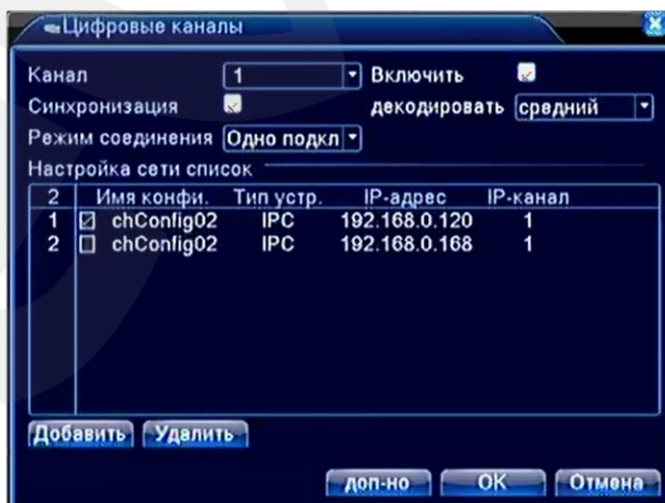 Цифровые каналы
Канал 1 Включить
Синхронизация декодировать средний
Режим соединения Одно подкл
Настройка сети список
2 Имя конфи. Тип устр. IP-адрес IP-канал
1 chConfig02 IPC 192.168.0.120 1
2 chConfig02 IPC 192.168.0.168 1
Добавить Удалить
доп-но OK Отмена